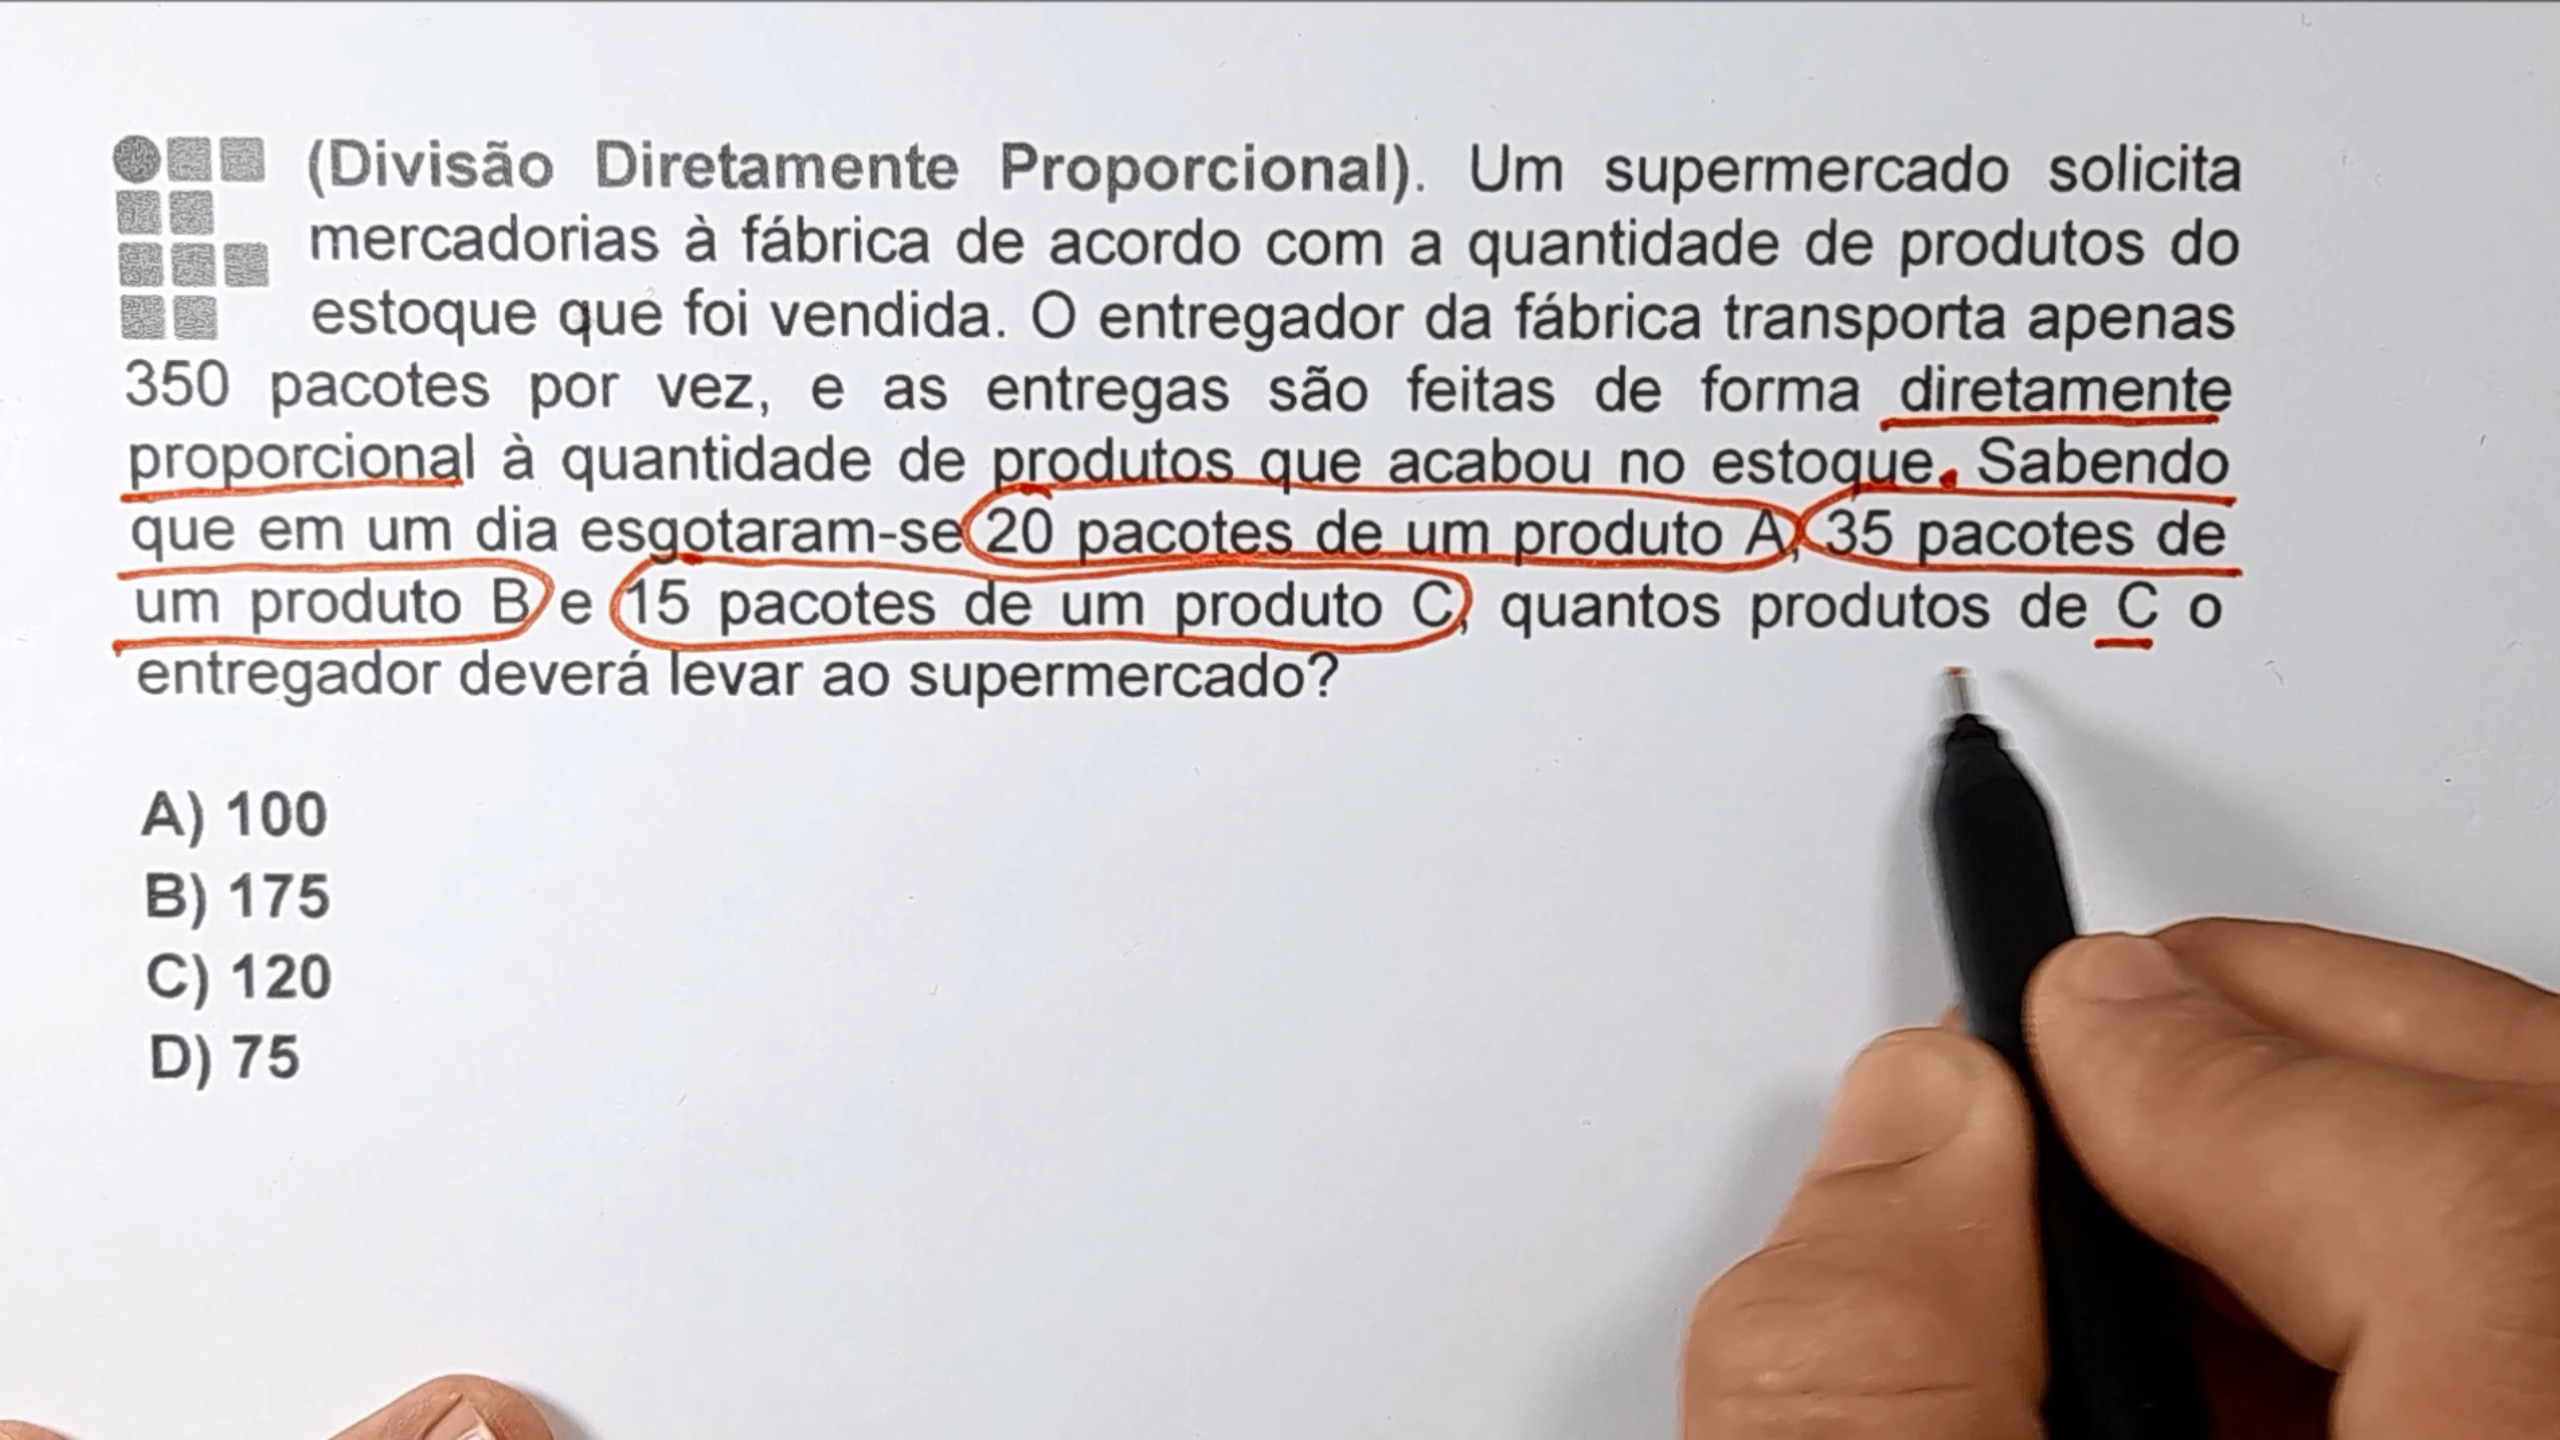 (Divisão Diretamente Proporcional). Um supermercado solicita
mercadorias à fábrica de acordo com a quantidade de produtos do
estoque que foi vendida. O entregador da fábrica transporta apenas
350 pacotes por vez, e as entregas são feitas de forma diretamente
proporcional à quantidade de produtos que acabou no estoque. Sabendo
que em um dia esgotaram-se 20 pacotes de um produto A, 35 pacotes de
um produto B e 15 pacotes de um produto C, quantos produtos de C o
entregador deverá levar ao supermercado?
A) 100
B) 175
C) 120
D) 75